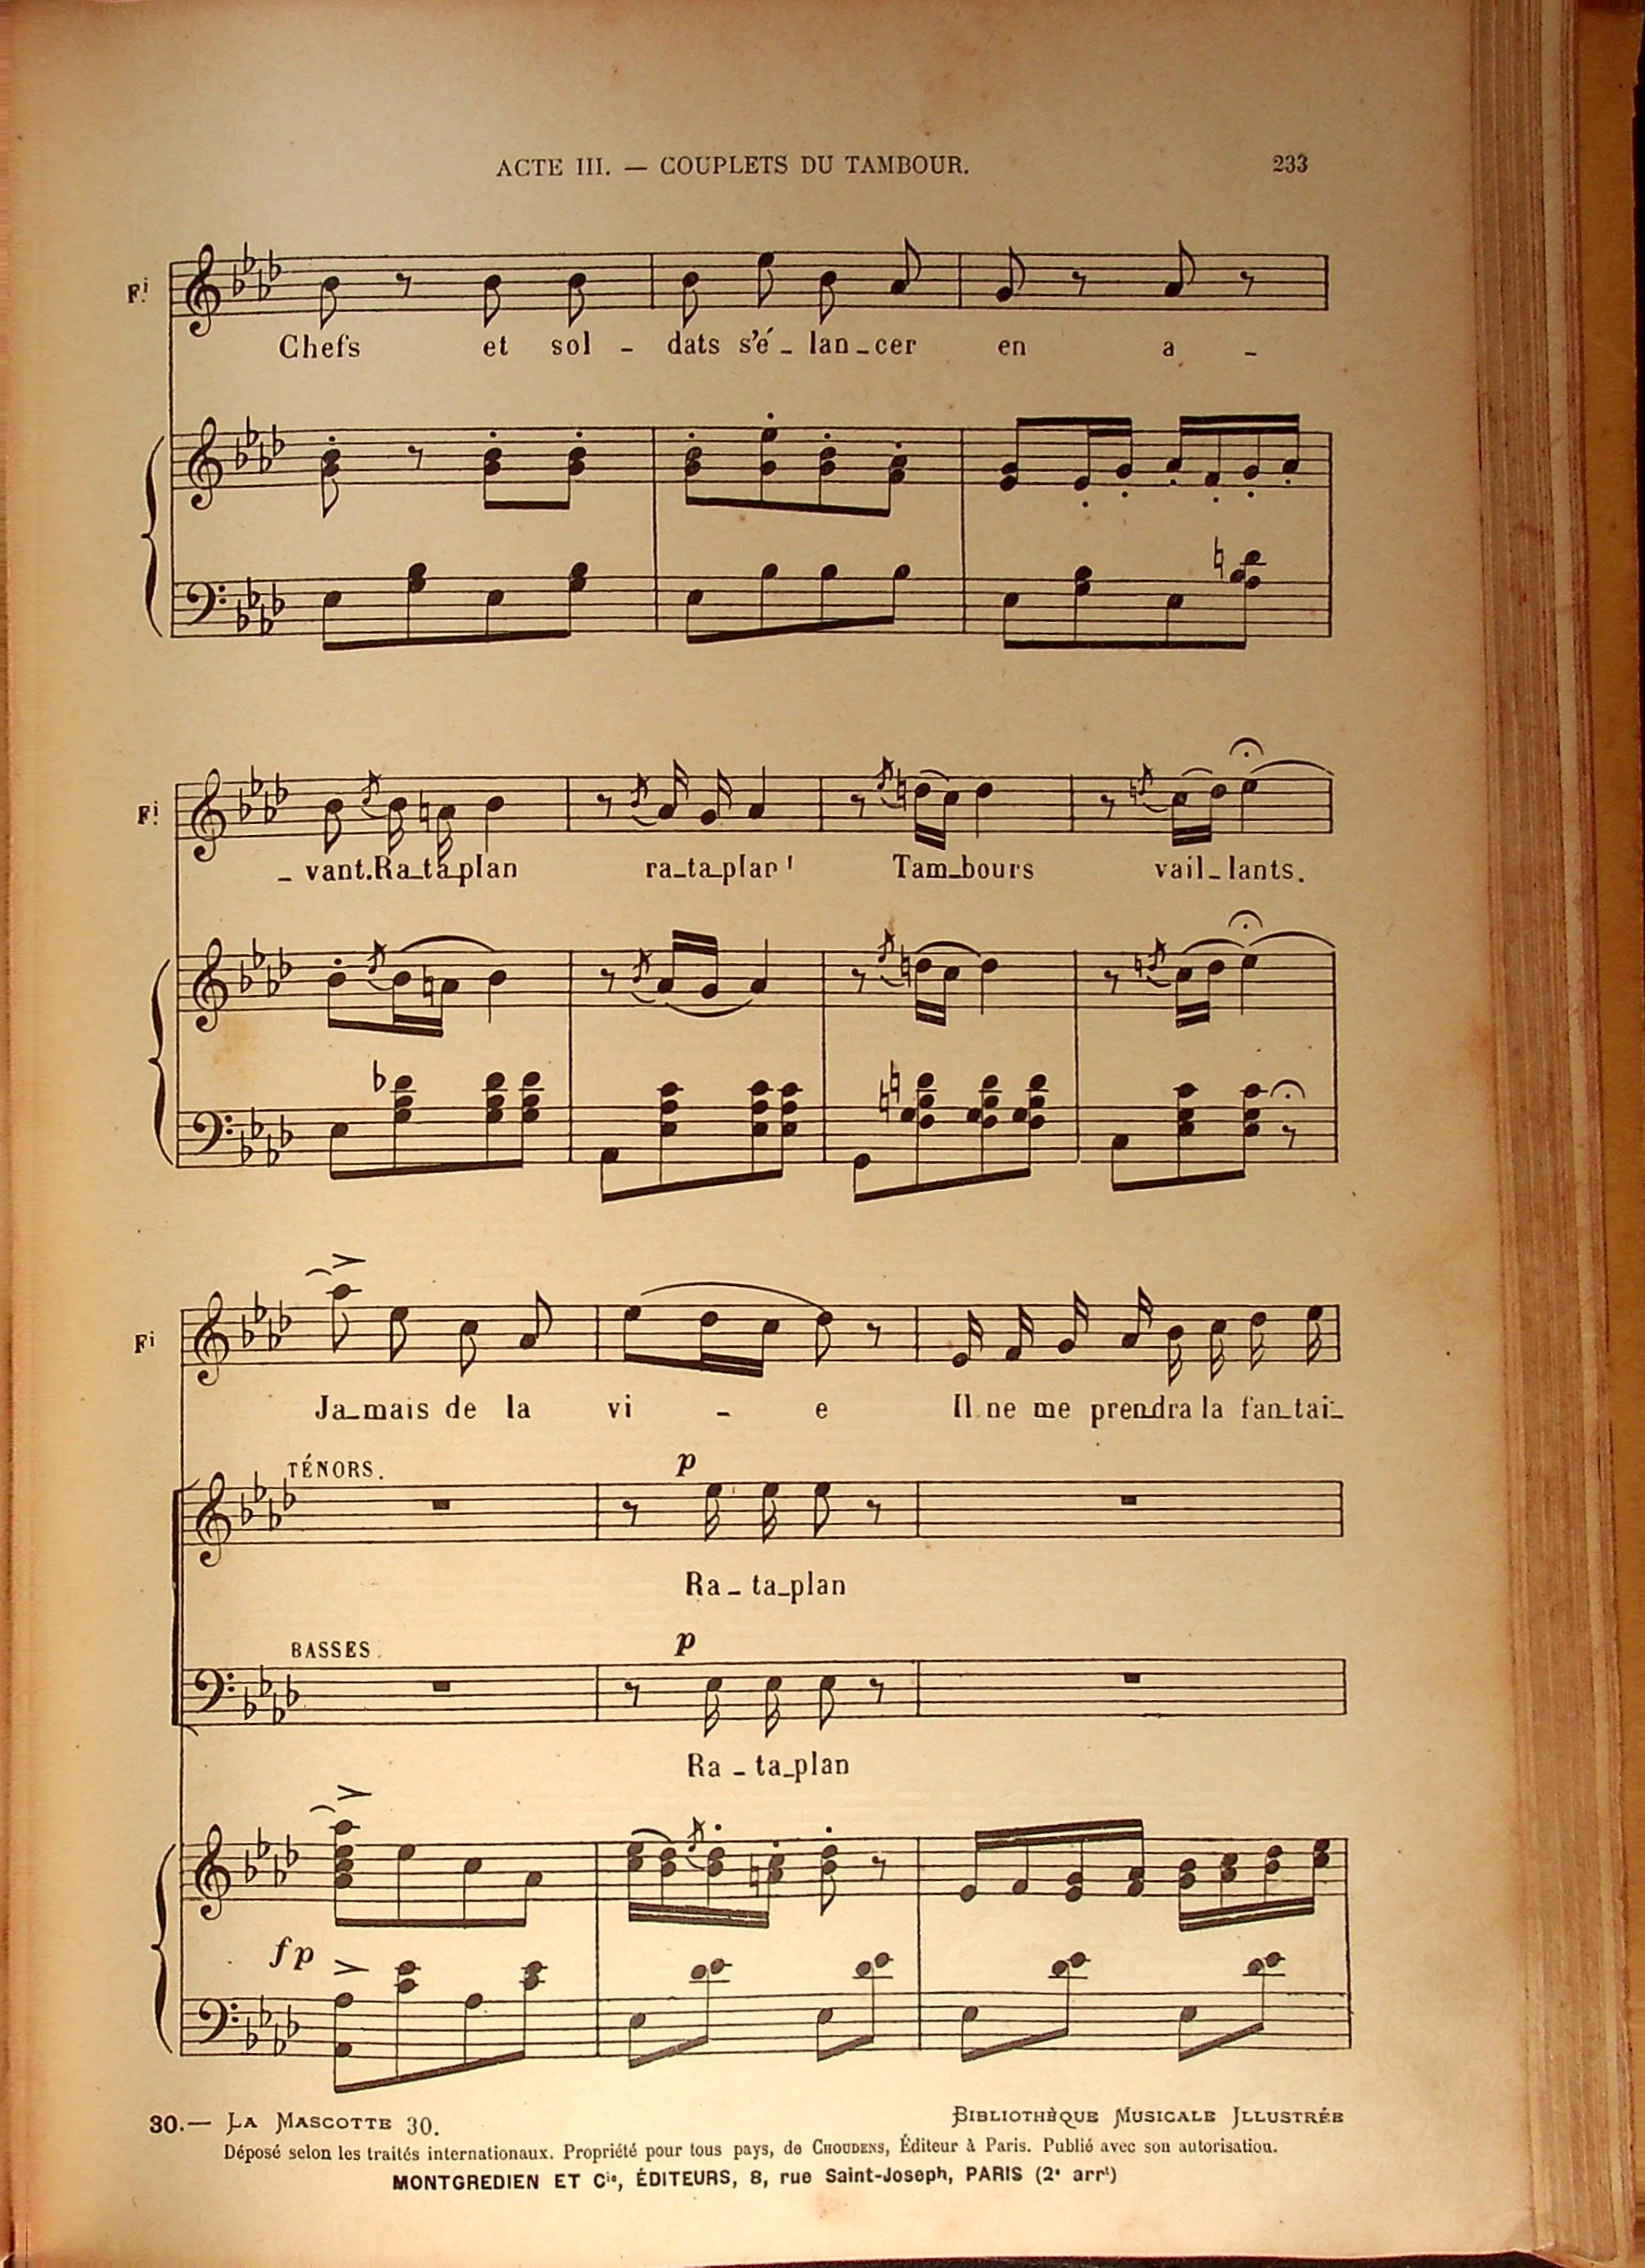 ACTE III. — COUPLETS DU TAMBOUR. 233
Fi
Chefs et sol - dats s'é - lan - cer en a -
Fi
- vant. Ra - ta - plan ra - ta - plan! Tam - bours vail - lants.
Fi
Ja - mais de la vi - e Il ne me prendra la fan - tai -
TÉNORS.
p
Ra - ta - plan
BASSES.
p
Ra - ta - plan
fp
30.— LA MASCOTTE 30. BIBLIOTHÈQUE MUSICALE ILLUSTRÉE
Déposé selon les traités internationaux. Propriété pour tous pays, de CHOUDENS, Éditeur à Paris. Publié avec son autorisation.
MONTGREDIEN ET Cie, ÉDITEURS, 8, rue Saint-Joseph, PARIS (2e arrt)